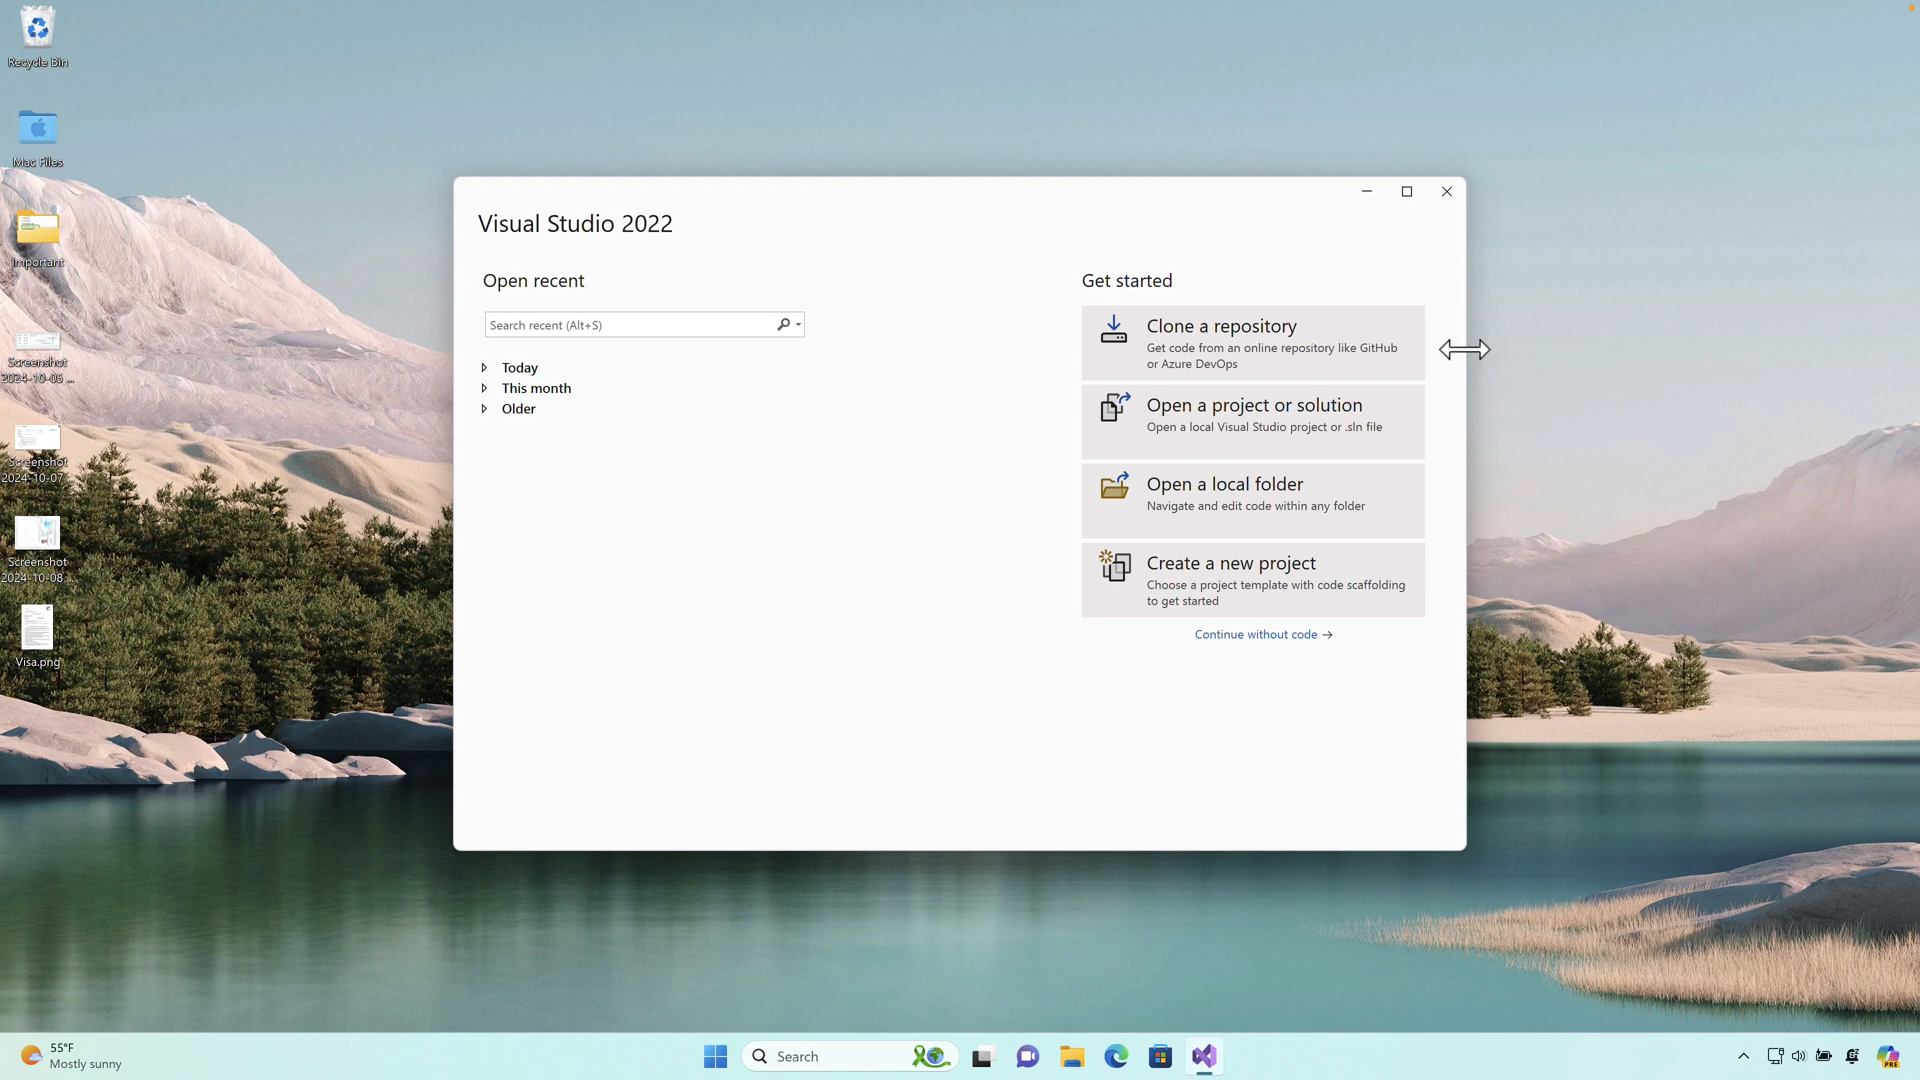 Recycle Bin
Mac Files
Important
Screenshot
2024-10-05 ...
Screenshot
2024-10-07 ...
Screenshot
2024-10-08 ...
Visa.png
Visual Studio 2022
Open recent
Search recent (Alt+S)
Today
This month
Older
Get started
Clone a repository
Get code from an online repository like GitHub
or Azure DevOps
Open a project or solution
Open a local Visual Studio project or .sln file
Open a local folder
Navigate and edit code within any folder
Create a new project
Choose a project template with code scaffolding
to get started
Continue without code →
55°F
Mostly sunny
Search
PRE